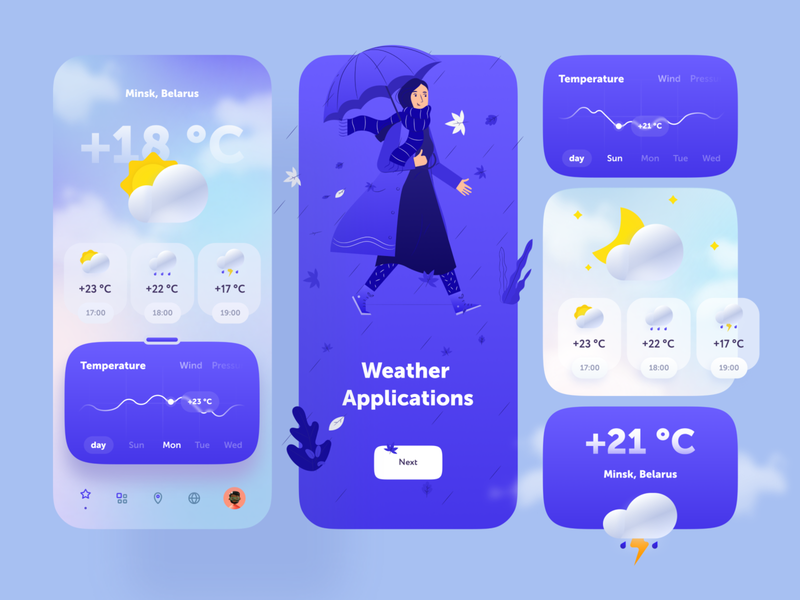 Minsk, Belarus
+18 °C
+23 °C
+22 °C
+17 °C
17:00
18:00
19:00
Temperature
Wind
+23 °C
day
Sun
Mon
Tue
Wed
Weather
Applications
Next
Temperature
Wind
+21 °C
day
Sun
Mon
Tue
Wed
+23 °C
+22 °C
+17 °C
17:00
18:00
19:00
+21 °C
Minsk, Belarus